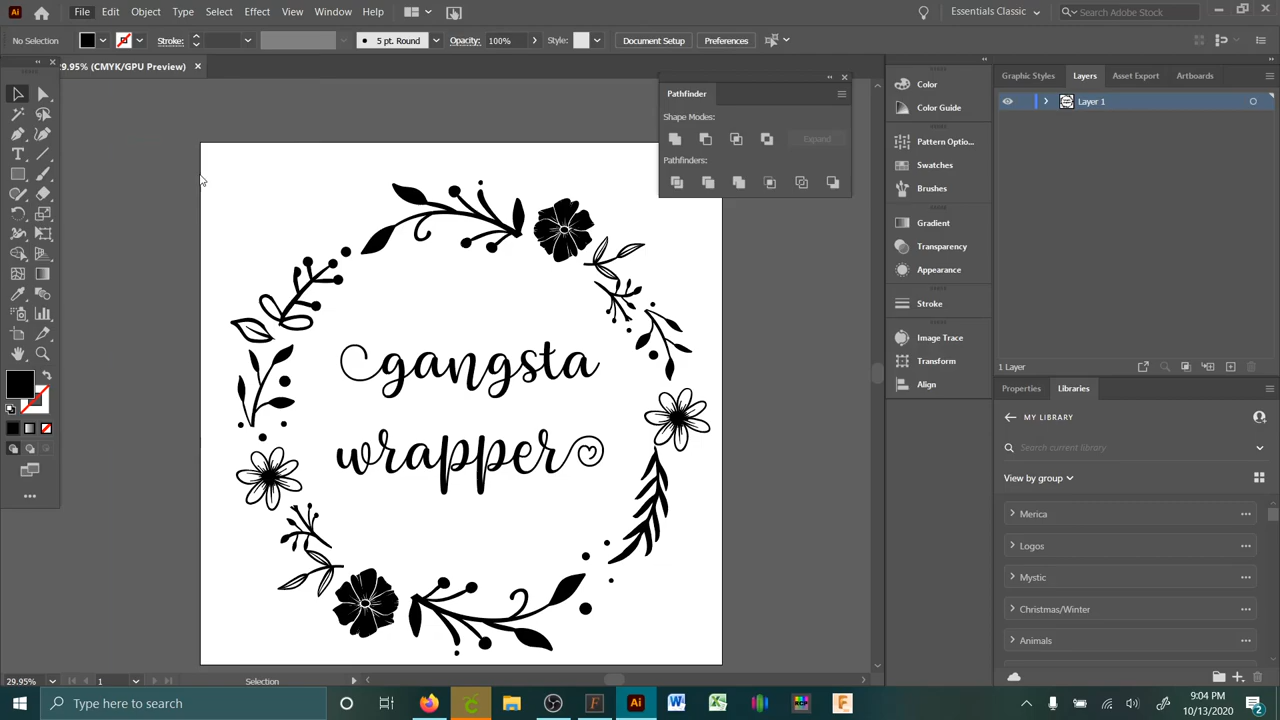 Ai File Edit Object Type Select Effect View Window Help Essentials Classic Search Adobe Stock
No Selection Stroke: 5 pt. Round Opacity: 100% Style: Document Setup Preferences
29.95% (CMYK/GPU Preview)
Pathfinder
Shape Modes:
Expand
Pathfinders:
Color
Color Guide
Pattern Optio...
Swatches
Brushes
Gradient
Transparency
Appearance
Stroke
Image Trace
Transform
Align
Graphic Styles Layers Asset Export Artboards
Layer 1
1 Layer
Properties Libraries
MY LIBRARY
Search current library
View by group
Merica
Logos
Mystic
Christmas/Winter
Animals
gangsta
wrapper
29.95% 1 Selection
Type here to search
9:04 PM
10/13/2020
2